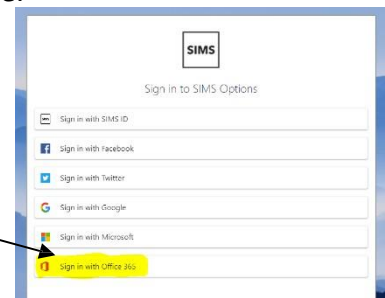 SIMS
Sign in to SIMS Options
Sign in with SIMS ID
Sign in with Facebook
Sign in with Twitter
Sign in with Google
Sign in with Microsoft
Sign in with Office 365